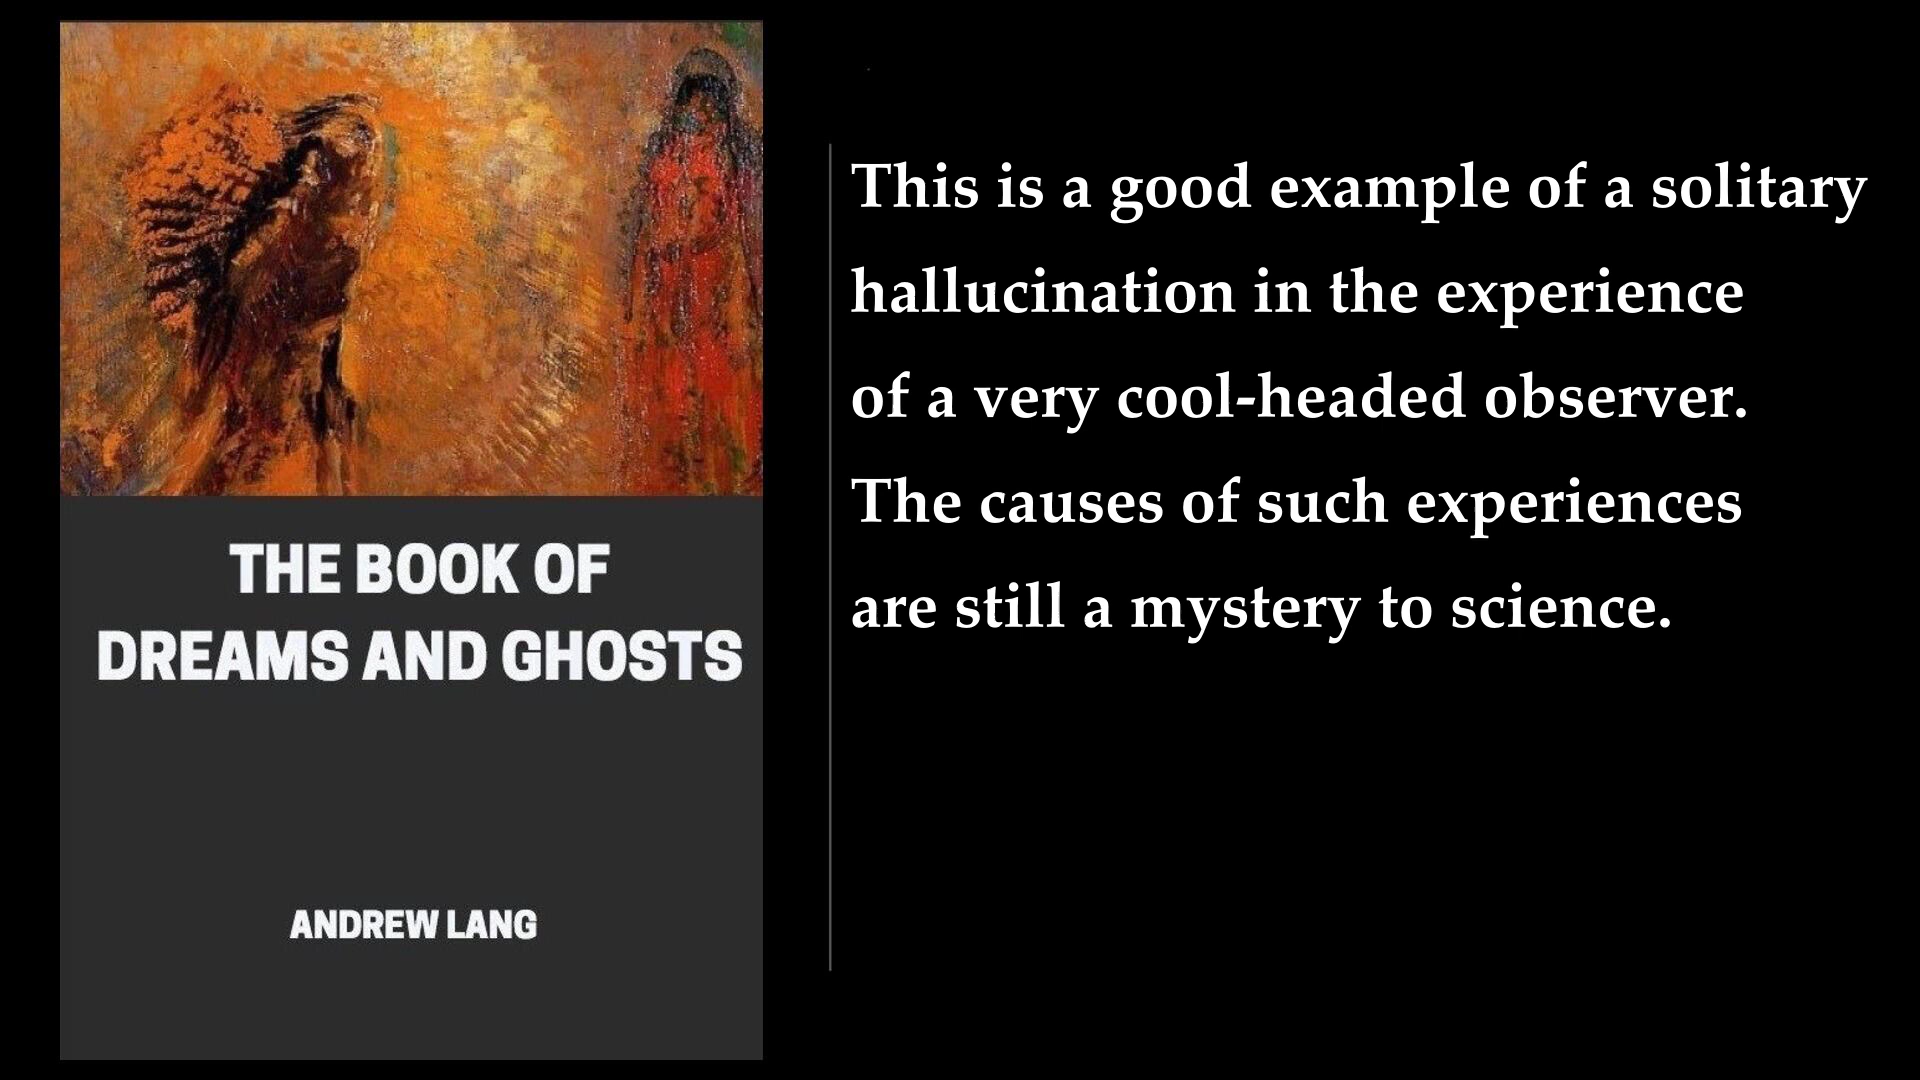 THE BOOK OF
DREAMS AND GHOSTS
ANDREW LANG
This is a good example of a solitary
hallucination in the experience
of a very cool-headed observer.
The causes of such experiences
are still a mystery to science.